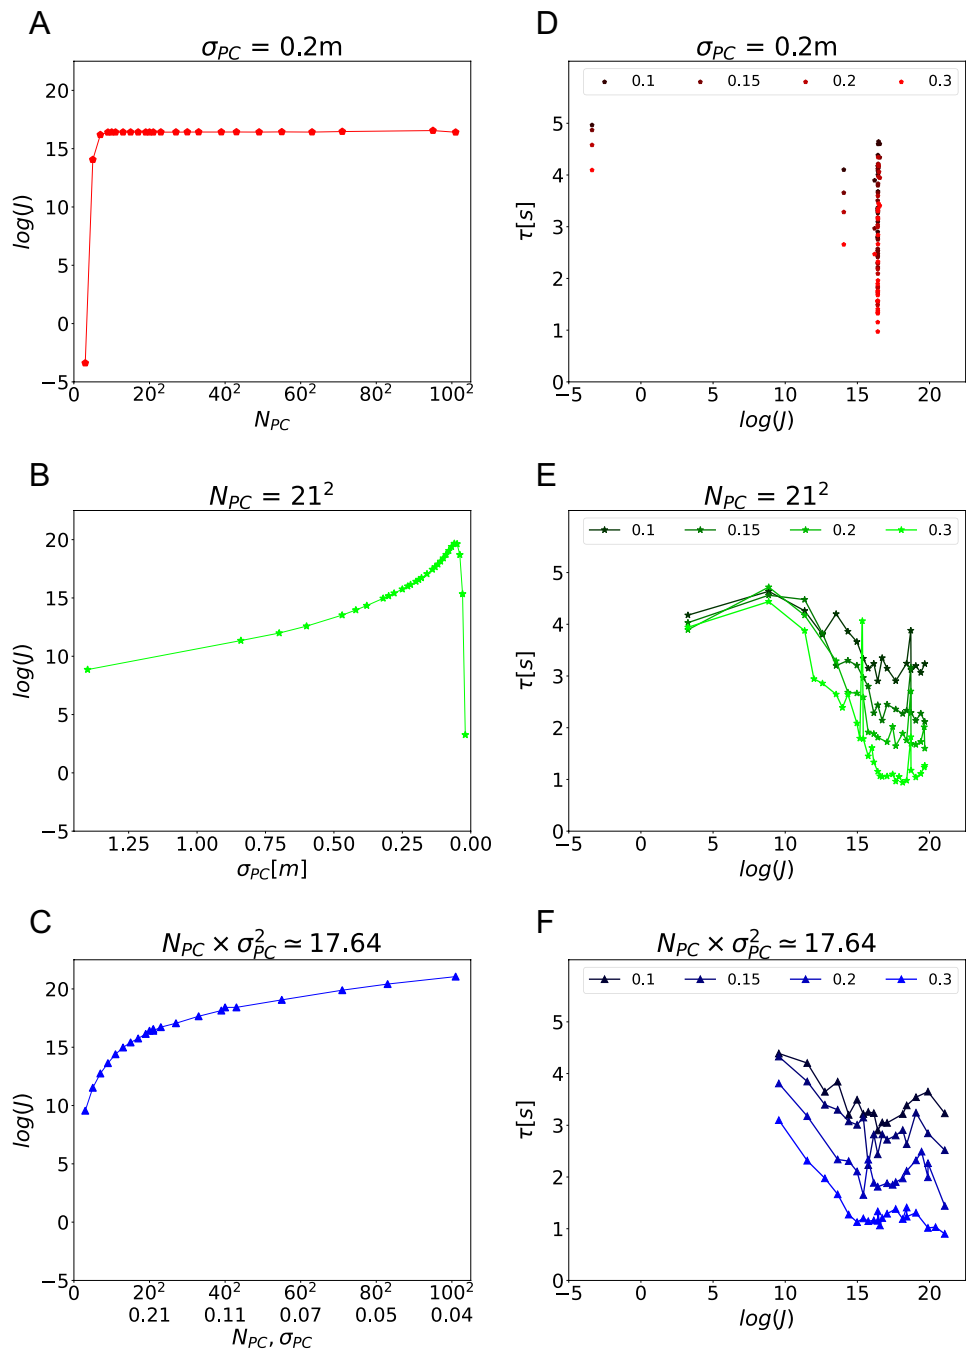 A
σ_PC = 0.2m
log(J)
20
15
10
5
0
−5
0 20² 40² 60² 80² 100²
N_PC
D
σ_PC = 0.2m
0.1 0.15 0.2 0.3
τ[s]
5
4
3
2
1
0
−5 0 5 10 15 20
log(J)
B
N_PC = 21²
log(J)
20
15
10
5
0
−5
1.25 1.00 0.75 0.50 0.25 0.00
σ_PC[m]
E
N_PC = 21²
0.1 0.15 0.2 0.3
τ[s]
5
4
3
2
1
0
−5 0 5 10 15 20
log(J)
C
N_PC × σ²_PC ≃ 17.64
log(J)
20
15
10
5
0
−5
0 20² 40² 60² 80² 100²
0.21 0.11 0.07 0.05 0.04
N_PC, σ_PC
F
N_PC × σ²_PC ≃ 17.64
0.1 0.15 0.2 0.3
τ[s]
5
4
3
2
1
0
−5 0 5 10 15 20
log(J)